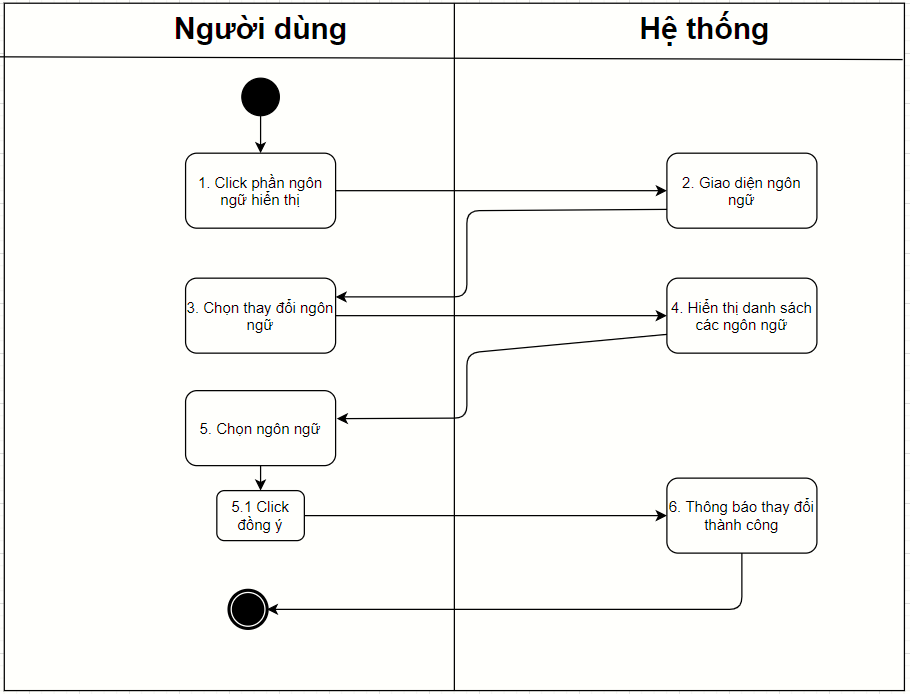 Người dùng
Hệ thống
1. Click phần ngôn
ngữ hiển thị
2. Giao diện ngôn
ngữ
3. Chọn thay đổi ngôn
ngữ
4. Hiển thị danh sách
các ngôn ngữ
5. Chọn ngôn ngữ
5.1 Click
đồng ý
6. Thông báo thay đổi
thành công